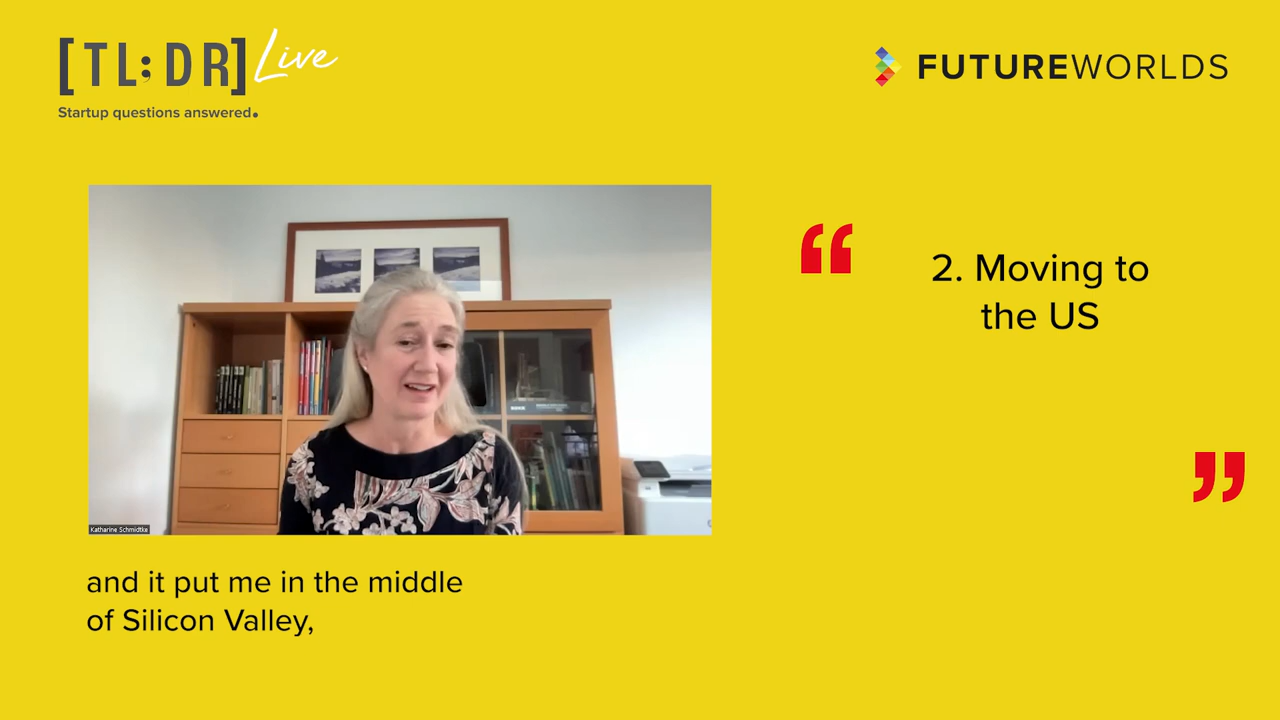 [TL;DR] Live
Startup questions answered.
FUTUREWORLDS
“
2. Moving to
the US
”
Katharine Schmidtke
and it put me in the middle
of Silicon Valley,